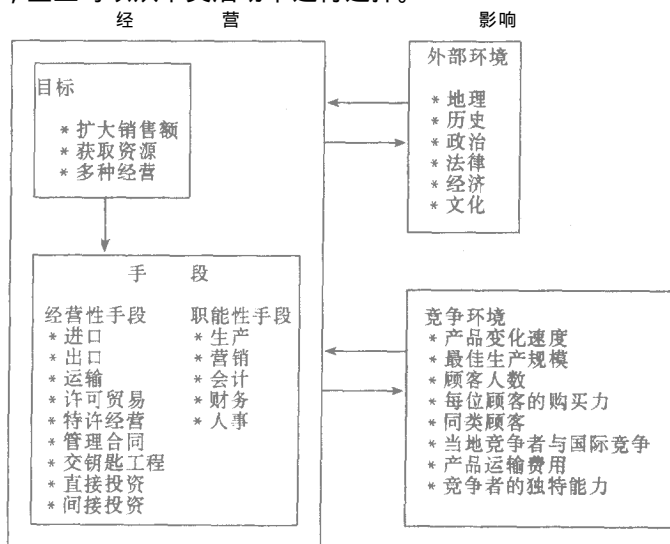 经 营
影响
目标
* 扩大销售额
* 获取资源
* 多种经营
外部环境
* 地理
* 历史
* 政治
* 法律
* 经济
* 文化
手 段
经营性手段
* 进口
* 出口
* 运输
* 许可贸易
* 特许经营
* 管理合同
* 交钥匙工程
* 直接投资
* 间接投资
职能性手段
* 生产
* 营销
* 会计
* 财务
* 人事
竞争环境
* 产品变化速度
* 最佳生产规模
* 顾客人数
* 每位顾客的购买力
* 同类顾客
* 当地竞争者与国际竞争
* 产品运输费用
* 竞争者的独特能力